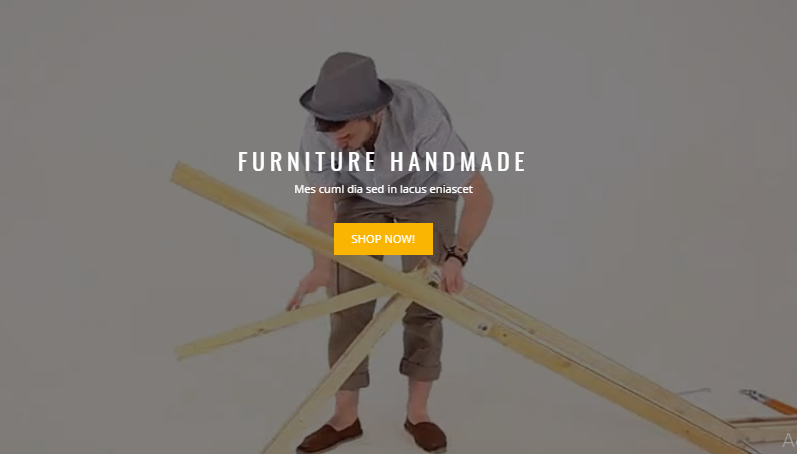 FURNITURE HANDMADE
Mes cuml dia sed in lacus eniascet
SHOP NOW!